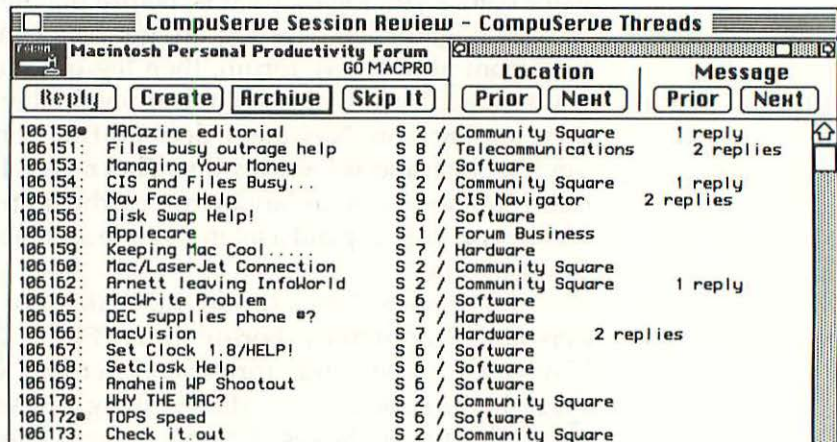 CompuServe Session Review - CompuServe Threads
Macintosh Personal Productivity Forum
GO MACPRO
Location
Message
Reply Create Archive Skip It Prior Next Prior Next
106150● MACazine editorial S 2 / Community Square 1 reply
106151: Files busy outrage help S 8 / Telecommunications 2 replies
106153: Managing Your Money S 6 / Software
106154: CIS and Files Busy... S 2 / Community Square 1 reply
106155: Nav Face Help S 9 / CIS Navigator 2 replies
106156: Disk Swap Help! S 6 / Software
106158: Applecare S 1 / Forum Business
106159: Keeping Mac Cool..... S 7 / Hardware
106160: Mac/LaserJet Connection S 2 / Community Square
106162: Arnett leaving InfoWorld S 2 / Community Square 1 reply
106164: MacWrite Problem S 6 / Software
106165: DEC supplies phone #? S 7 / Hardware
106166: MacVision S 7 / Hardware 2 replies
106167: Set Clock 1.8/HELP! S 6 / Software
106168: Setclosk Help S 6 / Software
106169: Anaheim WP Shootout S 6 / Software
106170: WHY THE MAC? S 2 / Community Square
106172● TOPS speed S 6 / Software
106173: Check it.out S 2 / Community Square